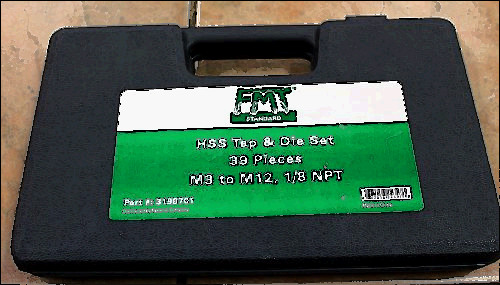 FMT
STANDARD
HSS Tap & Die Set
39 Pieces
M3 to M12, 1/8 NPT
Part #: 3190701